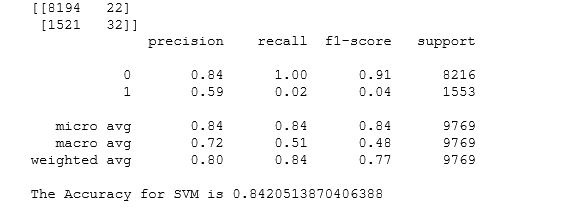 [[8194   22]
 [1521   32]]
              precision    recall  f1-score   support

           0       0.84      1.00      0.91      8216
           1       0.59      0.02      0.04      1553

   micro avg       0.84      0.84      0.84      9769
   macro avg       0.72      0.51      0.48      9769
weighted avg       0.80      0.84      0.77      9769

The Accuracy for SVM is 0.8420513870406388